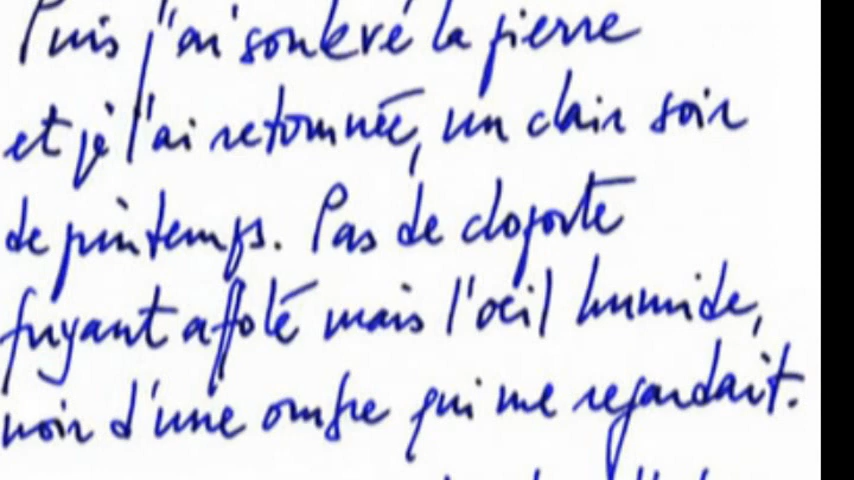 Puis j'ai soulevé la pierre
et je l'ai retournée, un clair soir
de printemps. Pas de cloporte
fuyant affolé mais l'oeil humide,
noir d'une ombre qui me regardait.